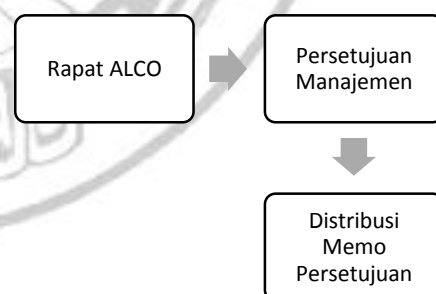 Rapat ALCO
Persetujuan
Manajemen
Distribusi
Memo
Persetujuan